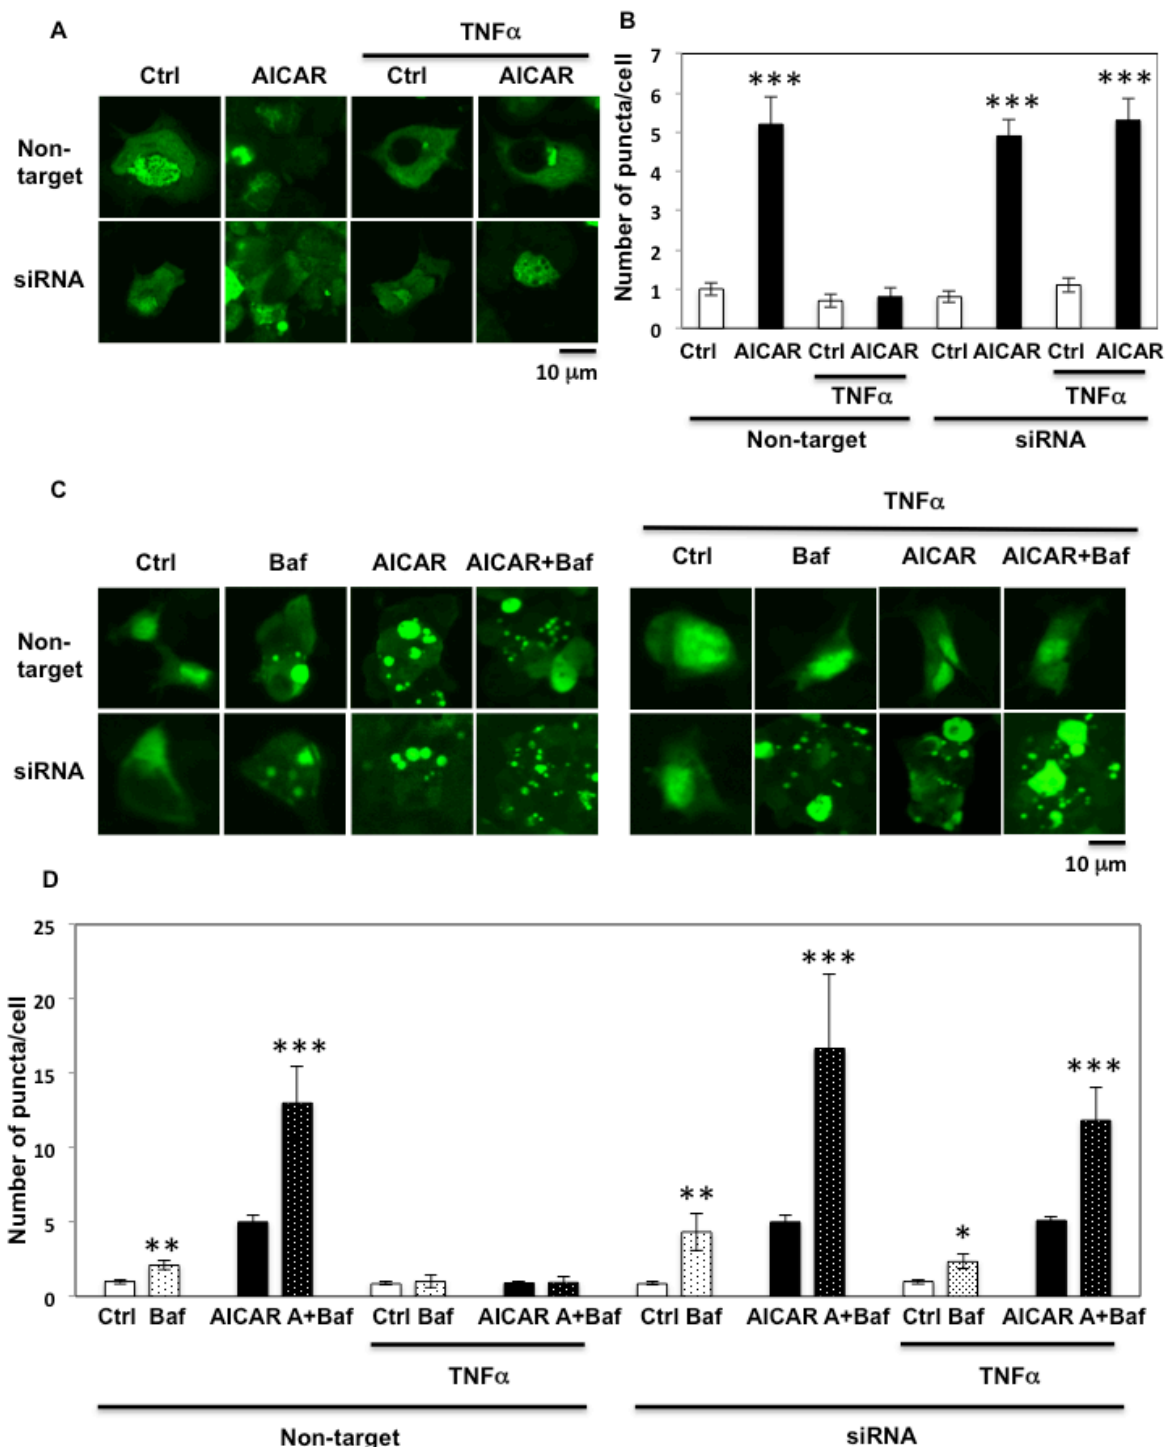 A
TNFα
Ctrl AICAR Ctrl AICAR
Non-
target
siRNA
10 μm
B
Number of puncta/cell
7
6
5
4
3
2
1
0
*** *** ***
Ctrl AICAR Ctrl AICAR Ctrl AICAR Ctrl AICAR
TNFα TNFα
Non-target siRNA
C
TNFα
Ctrl Baf AICAR AICAR+Baf Ctrl Baf AICAR AICAR+Baf
Non-
target
siRNA
10 μm
D
Number of puncta/cell
25
20
15
10
5
0
** *** ** *** * ***
Ctrl Baf AICAR A+Baf Ctrl Baf AICAR A+Baf Ctrl Baf AICAR A+Baf Ctrl Baf AICAR A+Baf
TNFα TNFα
Non-target siRNA